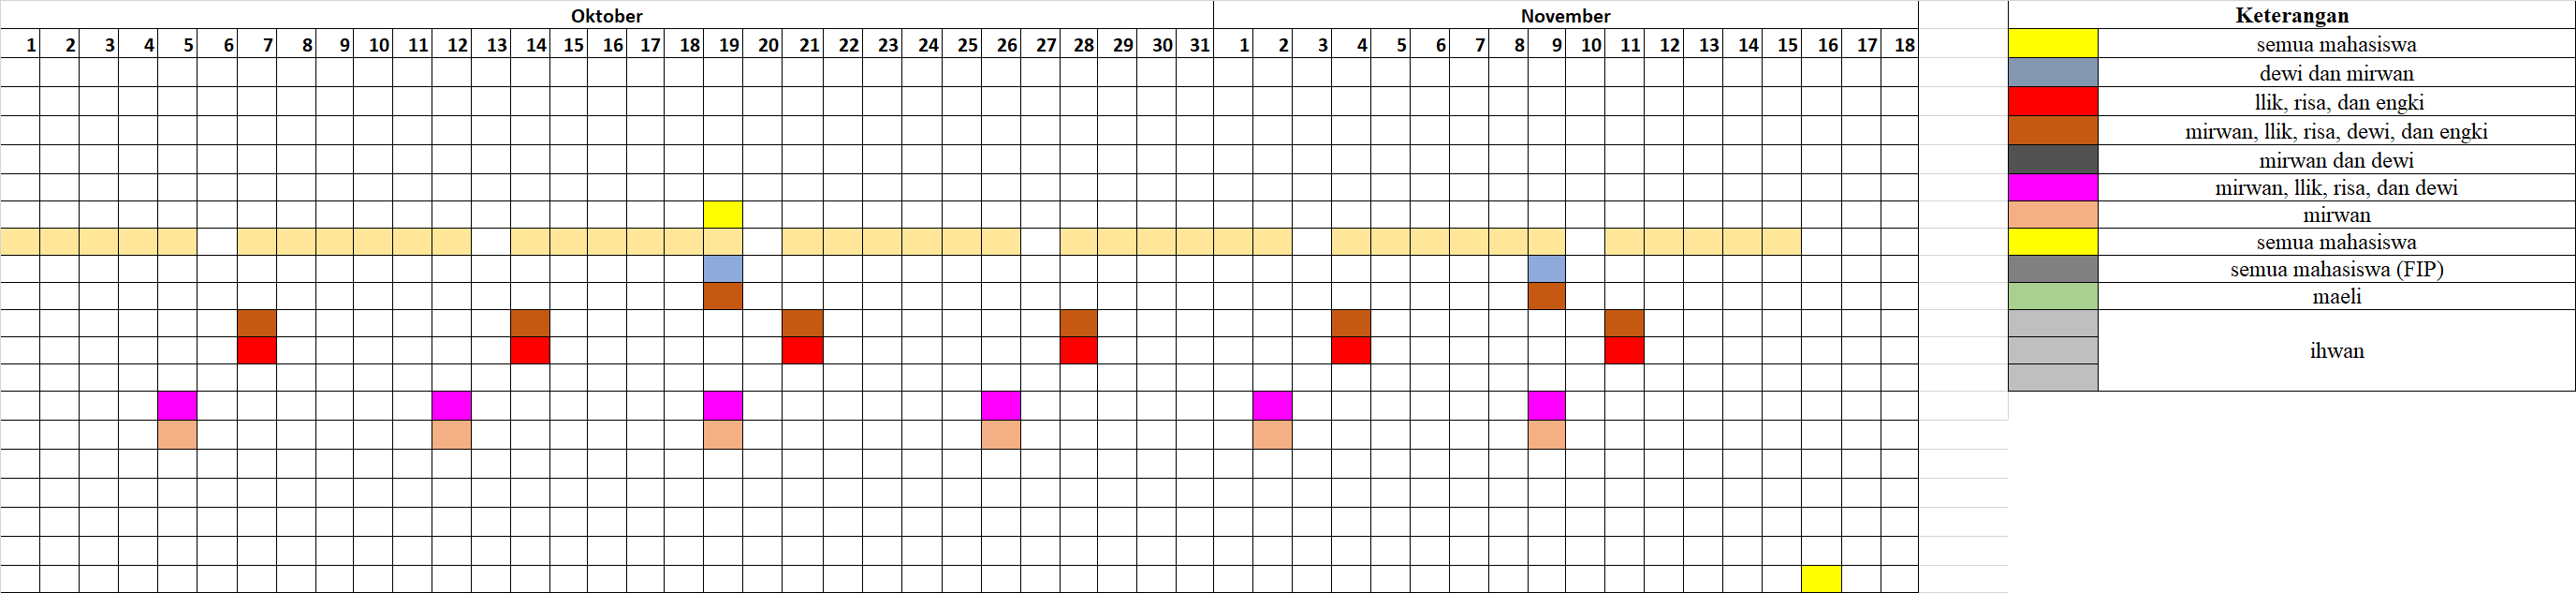 Oktober November Keterangan
1 2 3 4 5 6 7 8 9 10 11 12 13 14 15 16 17 18 19 20 21 22 23 24 25 26 27 28 29 30 31 1 2 3 4 5 6 7 8 9 10 11 12 13 14 15 16 17 18 semua mahasiswa
dewi dan mirwan
llik, risa, dan engki
mirwan, llik, risa, dewi, dan engki
mirwan dan dewi
mirwan, llik, risa, dan dewi
mirwan
semua mahasiswa
semua mahasiswa (FIP)
maeli
ihwan